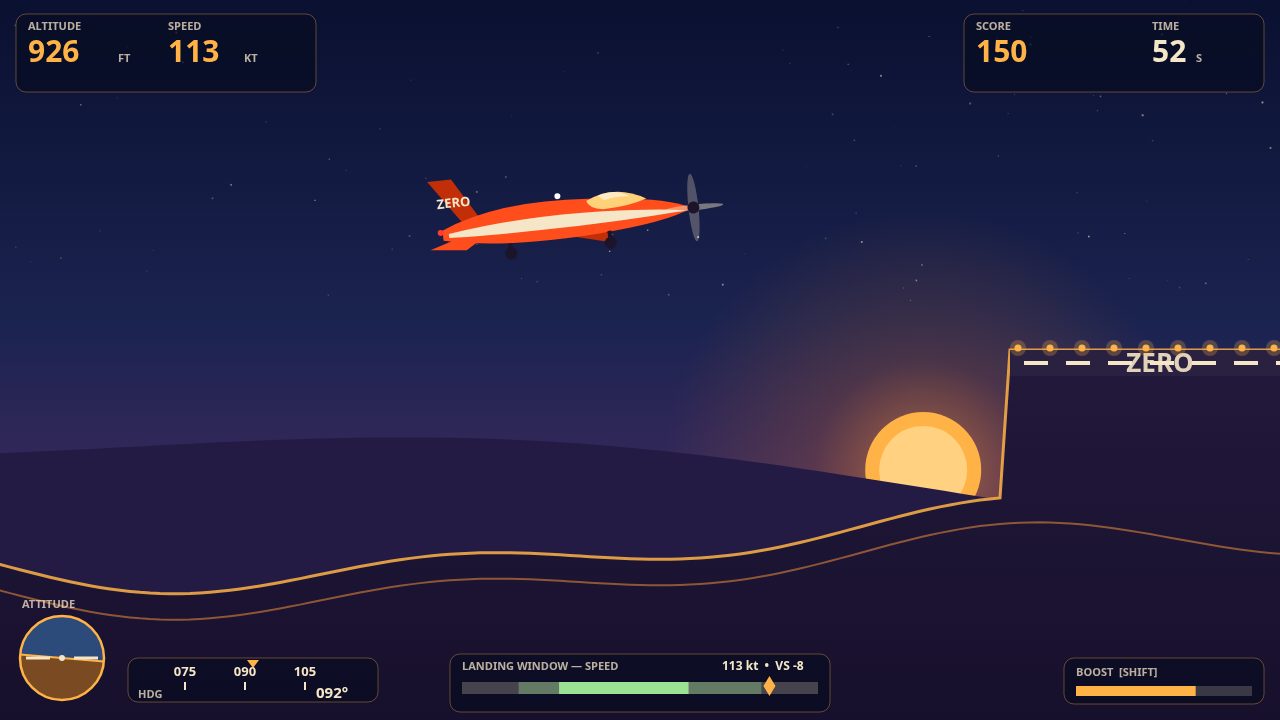 ALTITUDE
926 FT
SPEED
113 KT
SCORE
150
TIME
52 S
ZERO
ZERO
ATTITUDE
075 090 105
HDG 092°
LANDING WINDOW — SPEED 113 kt • VS -8
BOOST [SHIFT]